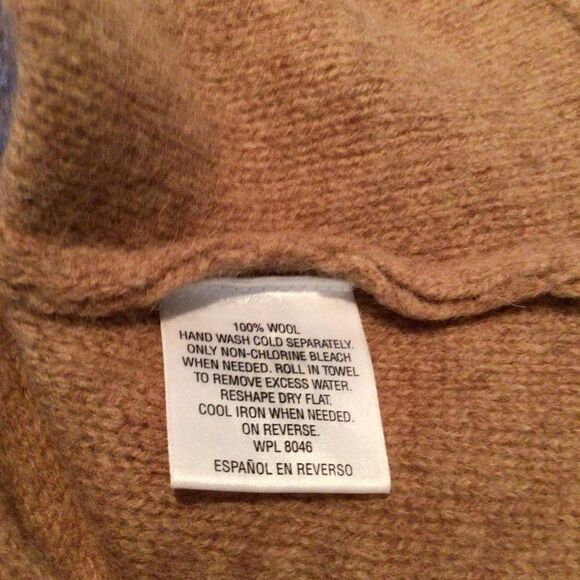 100% WOOL
HAND WASH COLD SEPARATELY.
ONLY NON-CHLORINE BLEACH
WHEN NEEDED. ROLL IN TOWEL
TO REMOVE EXCESS WATER.
RESHAPE DRY FLAT.
COOL IRON WHEN NEEDED.
ON REVERSE.
WPL 8046
ESPAÑOL EN REVERSO